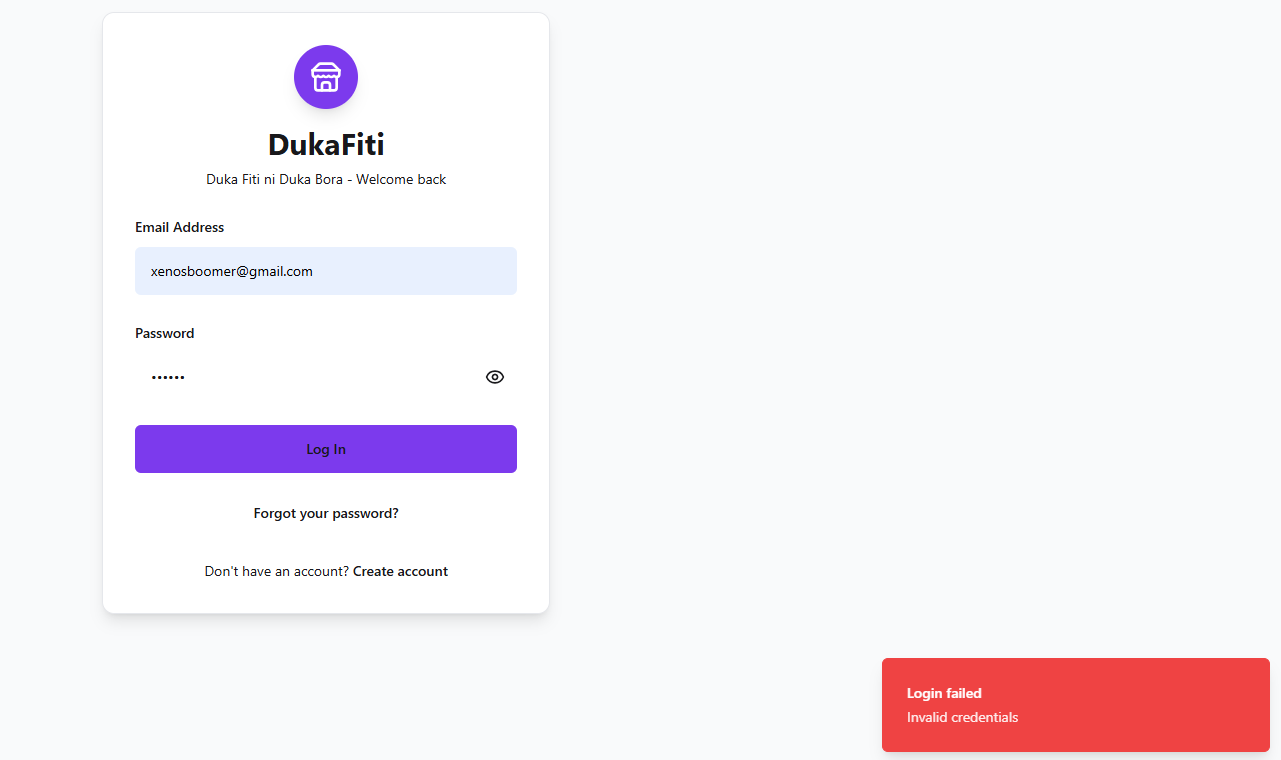 DukaFiti
Duka Fiti ni Duka Bora - Welcome back
Email Address
xenosboomer@gmail.com
Password
••••••
Log In
Forgot your password?
Don't have an account? Create account
Login failed
Invalid credentials